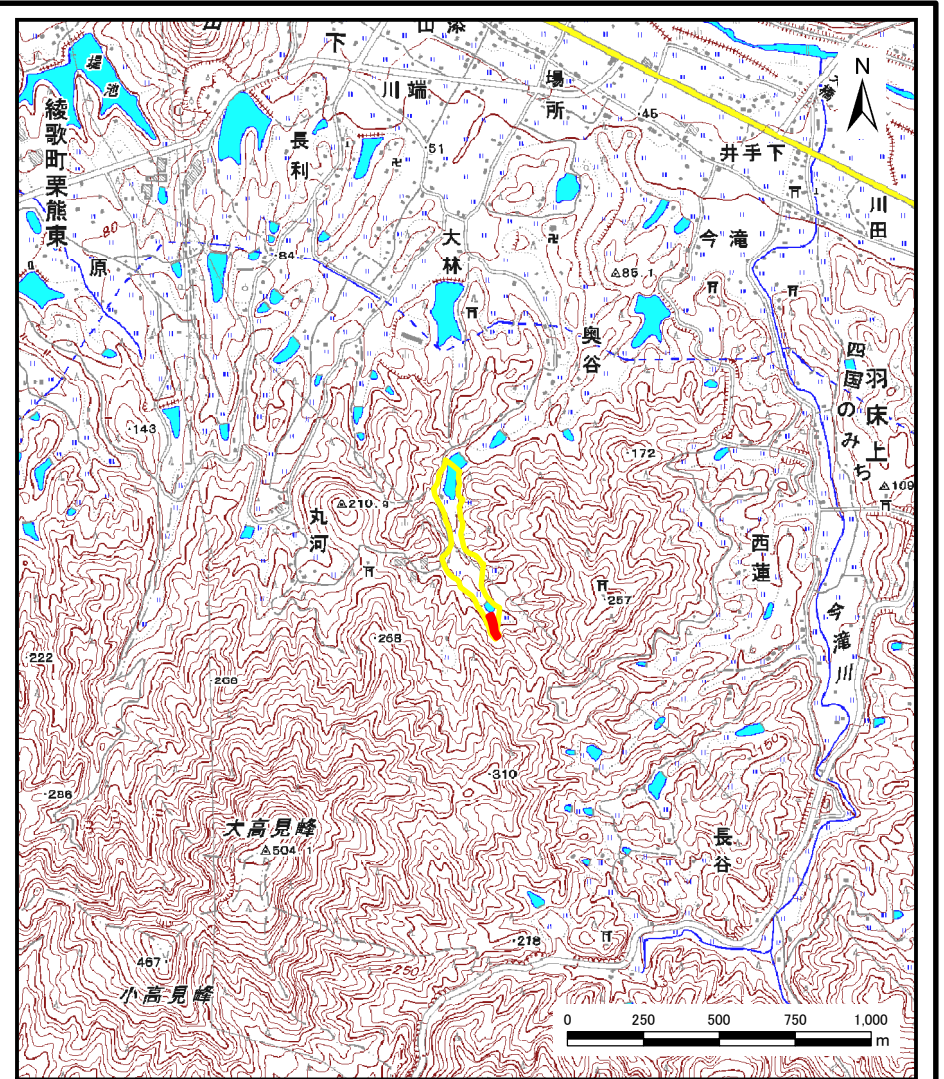 下
堤
池
川端
場所
N
綾歌町栗熊東
長利
・45
・51
井手下
川田
80
原
・84
大林
今滝
△85.1
奥谷
四国のみち
羽床上
・143
・172
△210.9
△109
丸河
西蓮
・257
今滝川
・268
・222
・268
150
・310
・286
大高見峰
△504.1
長谷
・218
467・
250
小高見峰
0 250 500 750 1,000
m